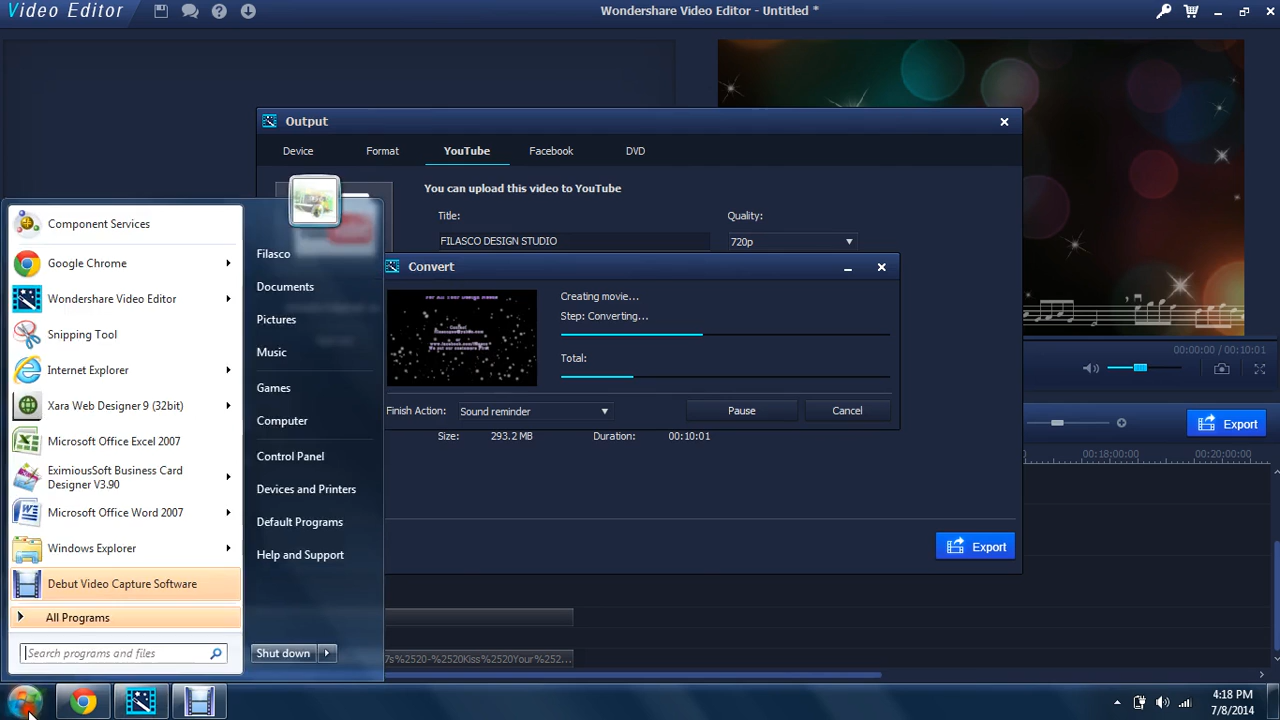 Video Editor
Wondershare Video Editor - Untitled *
Output
Device
Format
YouTube
Facebook
DVD
You can upload this video to YouTube
Title:
Quality:
FILASCO DESIGN STUDIO
720p
Convert
Creating movie...
Step: Converting...
Total:
Finish Action:
Sound reminder
Pause
Cancel
Size:
293.2 MB
Duration:
00:10:01
Export
00:00:00 / 00:10:01
Export
00:18:00:00
00:20:00:00
Component Services
Google Chrome
Wondershare Video Editor
Snipping Tool
Internet Explorer
Xara Web Designer 9 (32bit)
Microsoft Office Excel 2007
EximiousSoft Business Card
Designer V3.90
Microsoft Office Word 2007
Windows Explorer
Debut Video Capture Software
All Programs
Search programs and files
Filasco
Documents
Pictures
Music
Games
Computer
Control Panel
Devices and Printers
Default Programs
Help and Support
Shut down
7s%2520-%2520Kiss%2520Your%252...
4:18 PM
7/8/2014